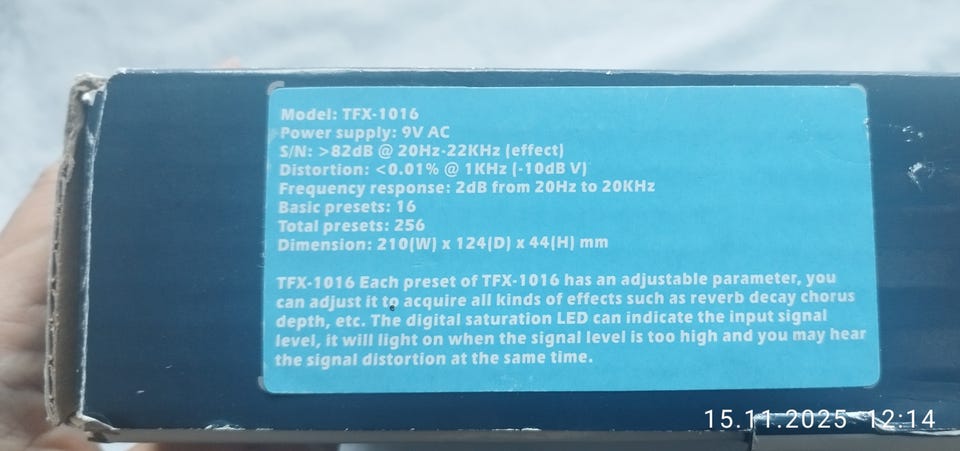 Model: TFX-1016
Power supply: 9V AC
S/N: >82dB @ 20Hz-22KHz (effect)
Distortion: <0.01% @ 1KHz (-10dB V)
Frequency response: 2dB from 20Hz to 20KHz
Basic presets: 16
Total presets: 256
Dimension: 210(W) x 124(D) x 44(H) mm
TFX-1016 Each preset of TFX-1016 has an adjustable parameter, you
can adjust it to acquire all kinds of effects such as reverb decay chorus
depth, etc. The digital saturation LED can indicate the input signal
level, it will light on when the signal level is too high and you may hear
the signal distortion at the same time.
15.11.2025 12:14